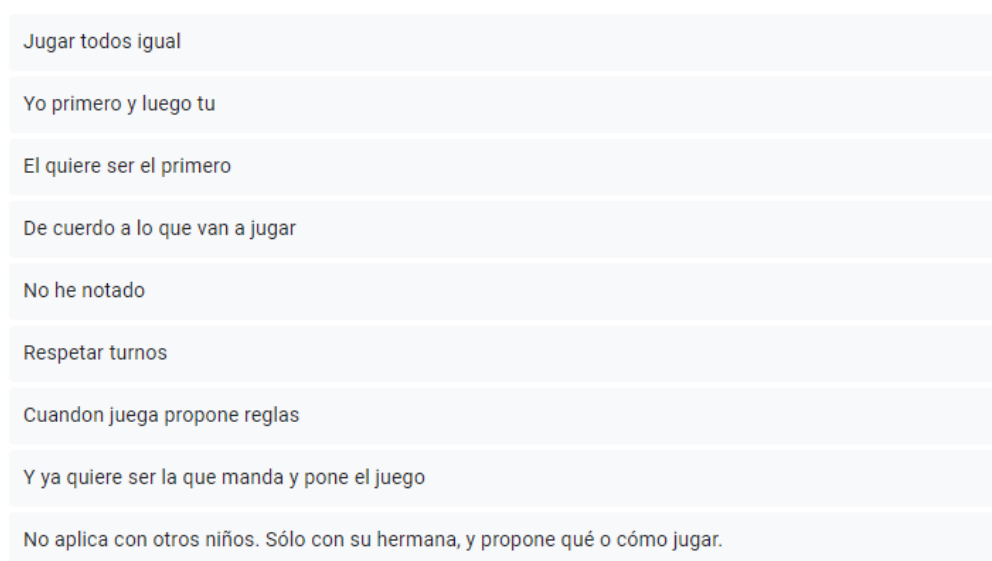 Jugar todos igual
Yo primero y luego tu
El quiere ser el primero
De cuerdo a lo que van a jugar
No he notado
Respetar turnos
Cuandon juega propone reglas
Y ya quiere ser la que manda y pone el juego
No aplica con otros niños. Sólo con su hermana, y propone qué o cómo jugar.